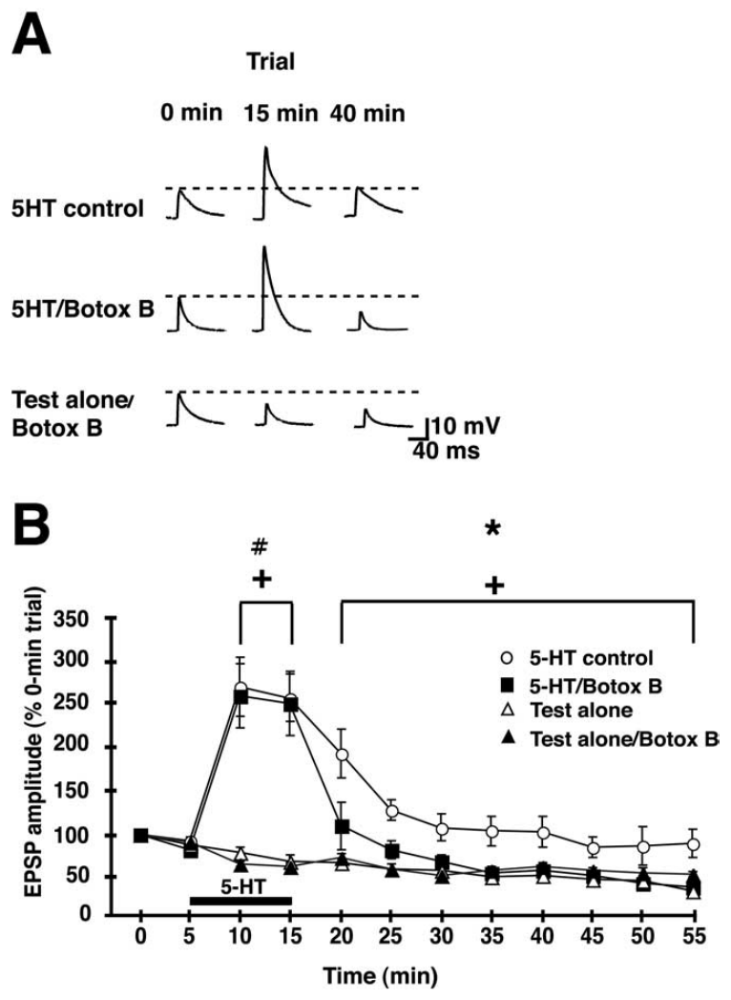 A
Trial
0 min 15 min 40 min
5HT control
5HT/Botox B
Test alone/
Botox B
10 mV
40 ms
B
#
+
*
+
EPSP amplitude (% 0-min trial)
350
300
250
200
150
100
50
0
5-HT control
5-HT/Botox B
Test alone
Test alone/Botox B
5-HT
0 5 10 15 20 25 30 35 40 45 50 55
Time (min)